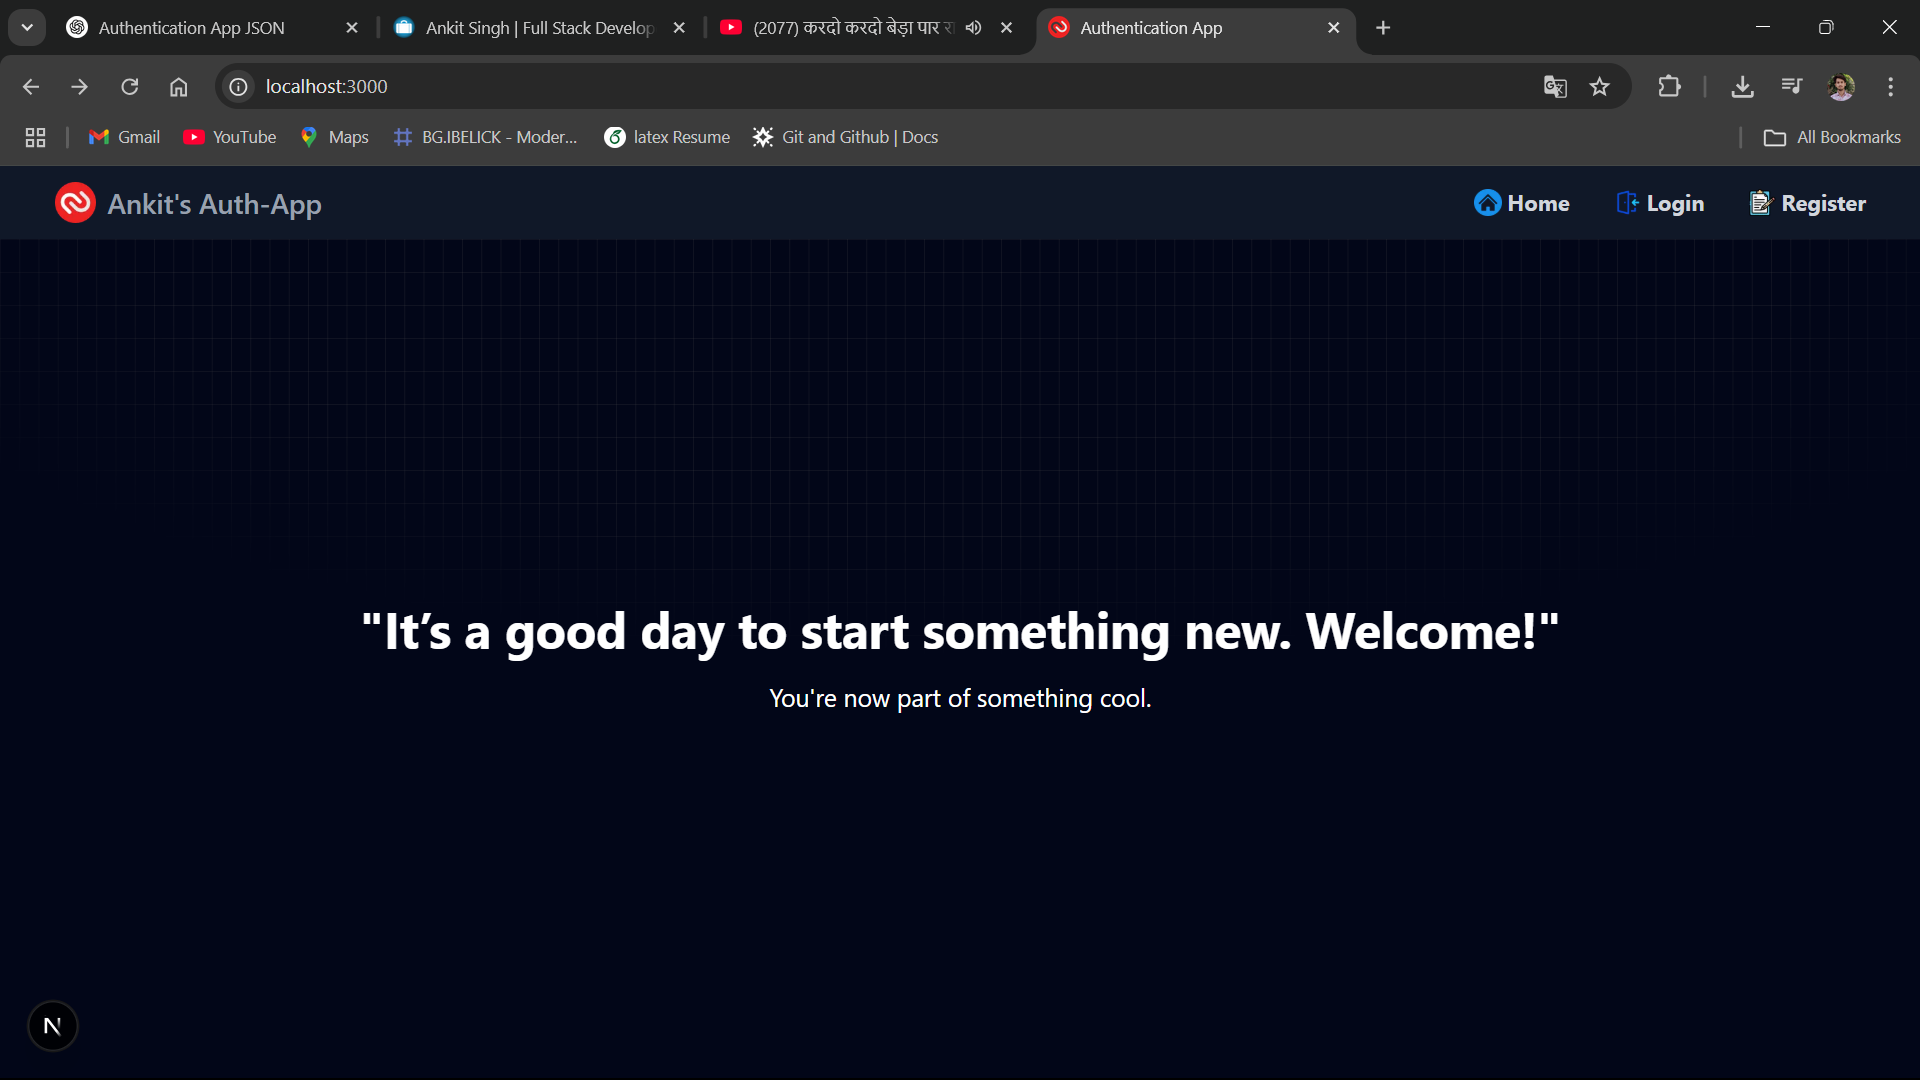 Authentication App JSON
Ankit Singh | Full Stack Develop
(2077) करदो करदो बेड़ा पार रा
Authentication App
localhost:3000
Gmail
YouTube
Maps
BG.IBELICK - Moder...
latex Resume
Git and Github | Docs
All Bookmarks
Ankit's Auth-App
Home
Login
Register
"It’s a good day to start something new. Welcome!"
You're now part of something cool.
N